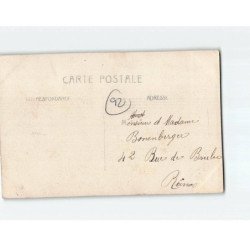 CARTE POSTALE
CORRESPONDANCE
ADRESSE
92
Monsieur et Madame
Bonenberger
42 Rue de
Reims